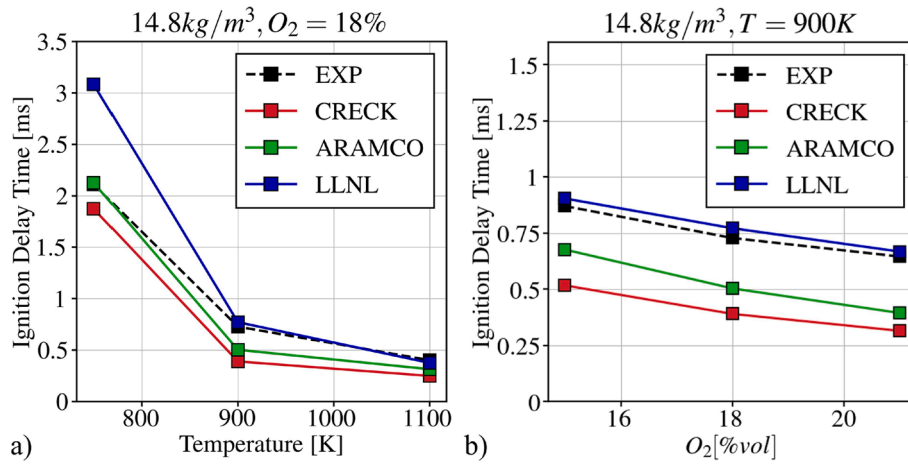 14.8kg/m³, O₂ = 18%
Ignition Delay Time [ms]
3.5
3
2.5
2
1.5
1
0.5
0
EXP
CRECK
ARAMCO
LLNL
800
900
1000
1100
Temperature [K]
a)
14.8kg/m³, T = 900K
Ignition Delay Time [ms]
1.5
1.25
1
0.75
0.5
0.25
0
EXP
CRECK
ARAMCO
LLNL
16
18
20
O₂[%vol]
b)